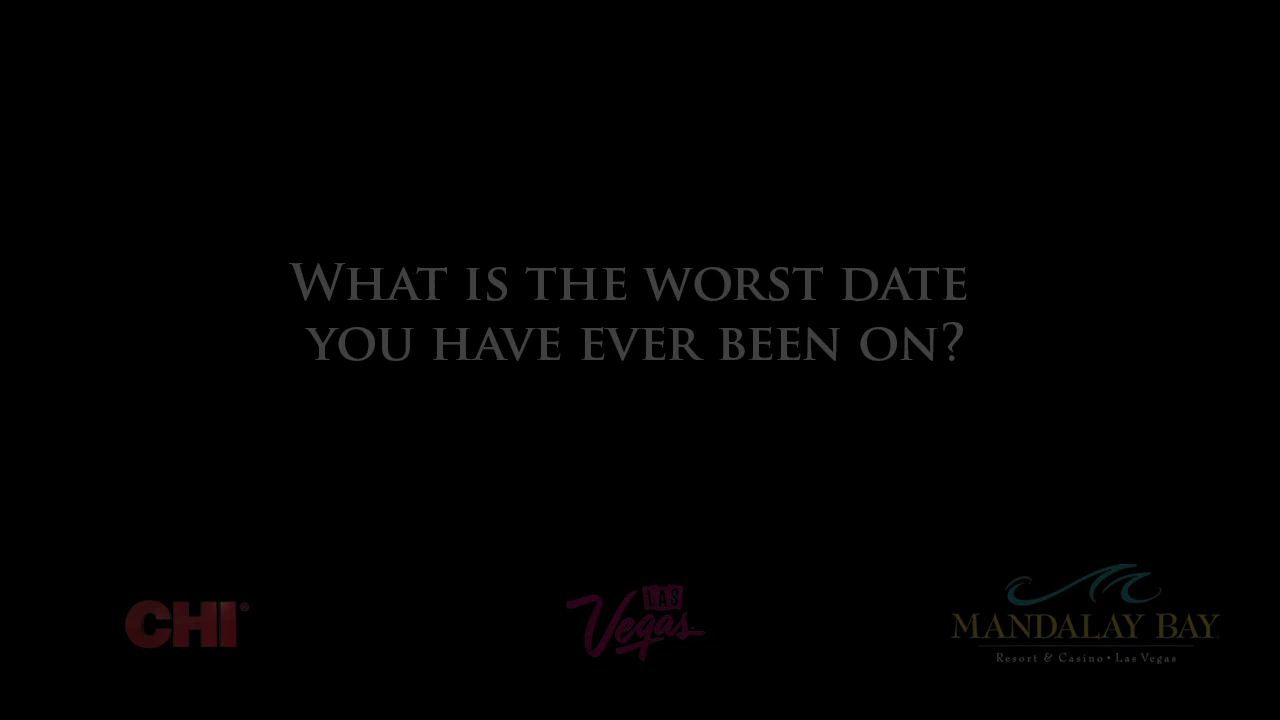 WHAT IS THE WORST DATE
YOU HAVE EVER BEEN ON?
CHI®
LAS
Vegas
MANDALAY BAY
Resort & Casino • Las Vegas